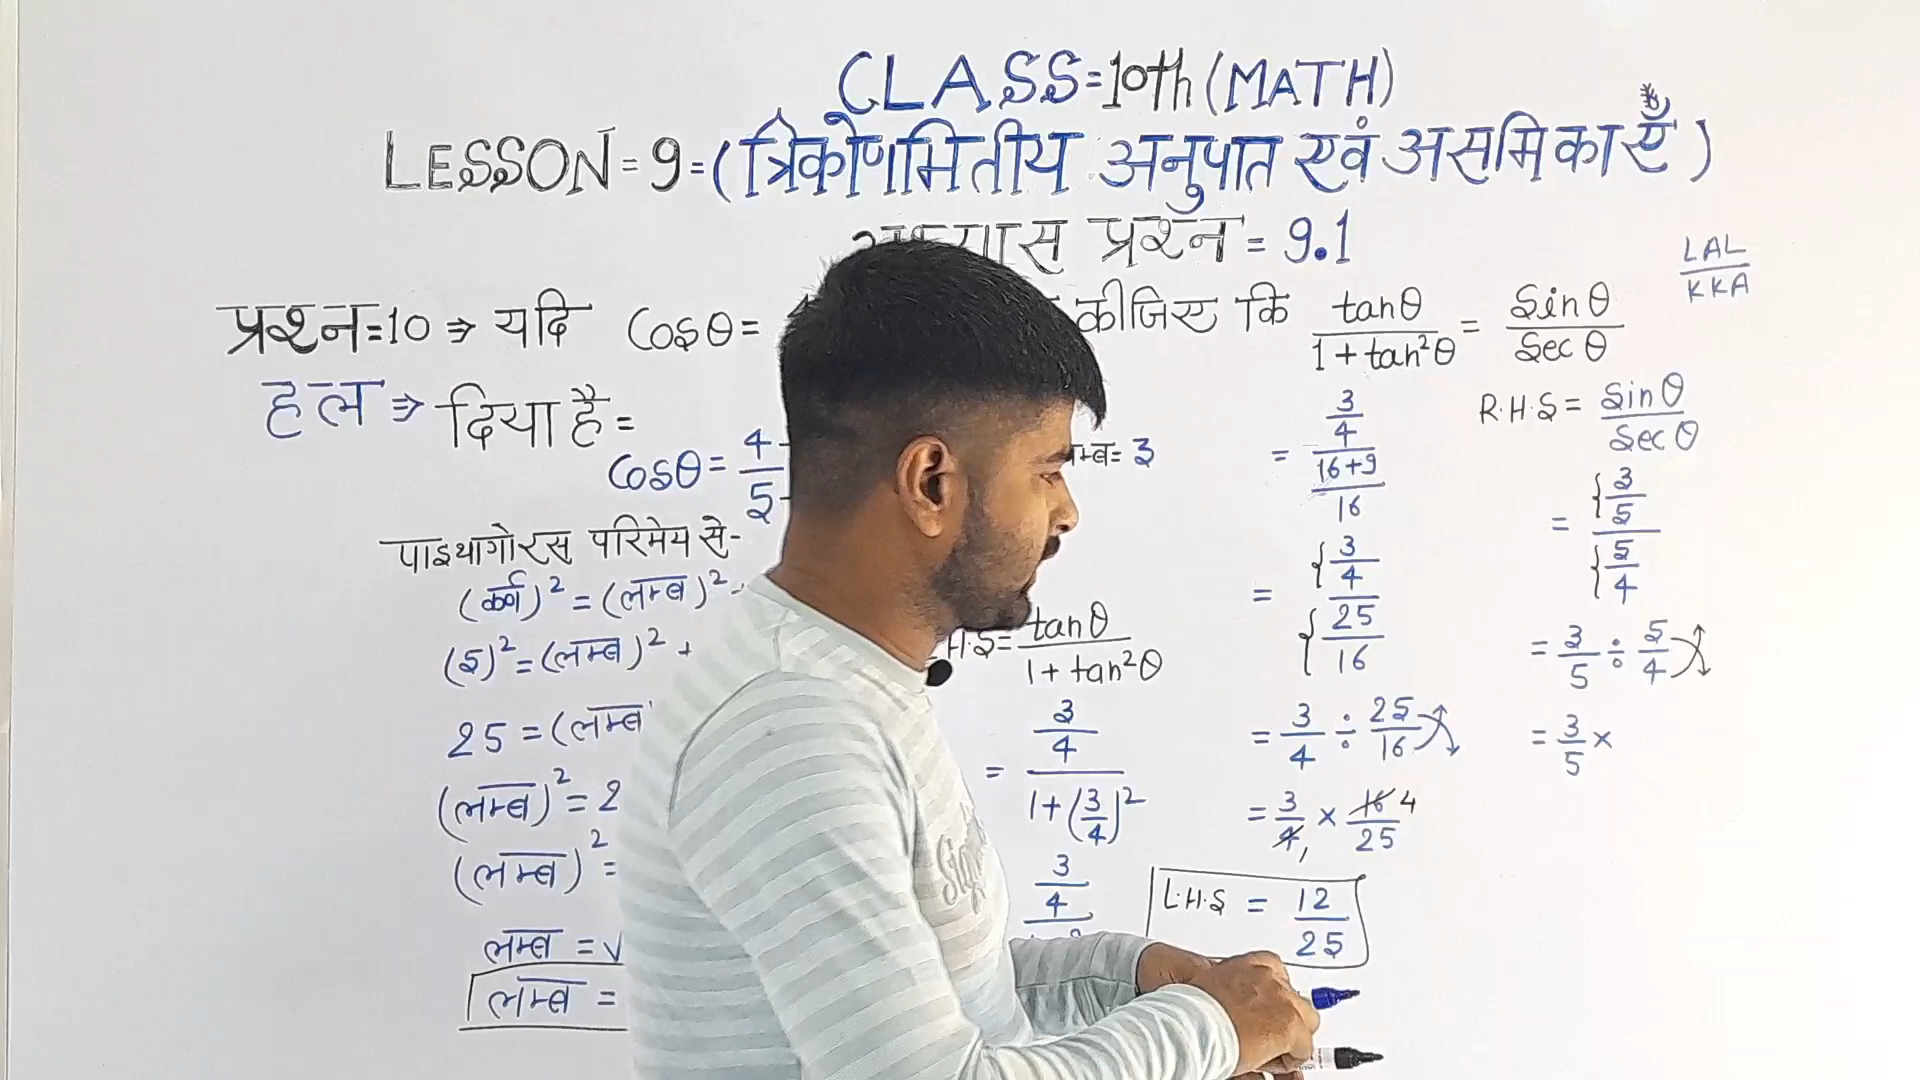 CLASS=10th (MATH)
LESSON=9=(त्रिकोणमितीय अनुपात एवं असमिकाएँ)
प्रश्न = 9.1
LAL
KKA
प्रश्न=10 ⇒ यदि Cosθ= कीजिए कि tanθ/1+tan²θ = Sinθ/Secθ
हल ⇒ दिया है=
Cosθ= 4/5
पाइथागोरस परिमेय से-
(कर्ण)² = (लम्ब)²
(5)² = (लम्ब)² +
25 = (लम्ब
(लम्ब)² = 2
(लम्ब)² =
लम्ब = √
लम्ब =
= 3
H.S= tanθ/1+tan²θ
= 3/4 / 1+(3/4)²
3/4
= 3/4 / 16+9/16
= {3/4 / {25/16
= 3/4 ÷ 25/16
= 3/4 1 × 16/25 4
L.H.S = 12/25
R.H.S = Sinθ/Secθ
= {3/5 / {5/4
= 3/5 ÷ 5/4
= 3/5 ×